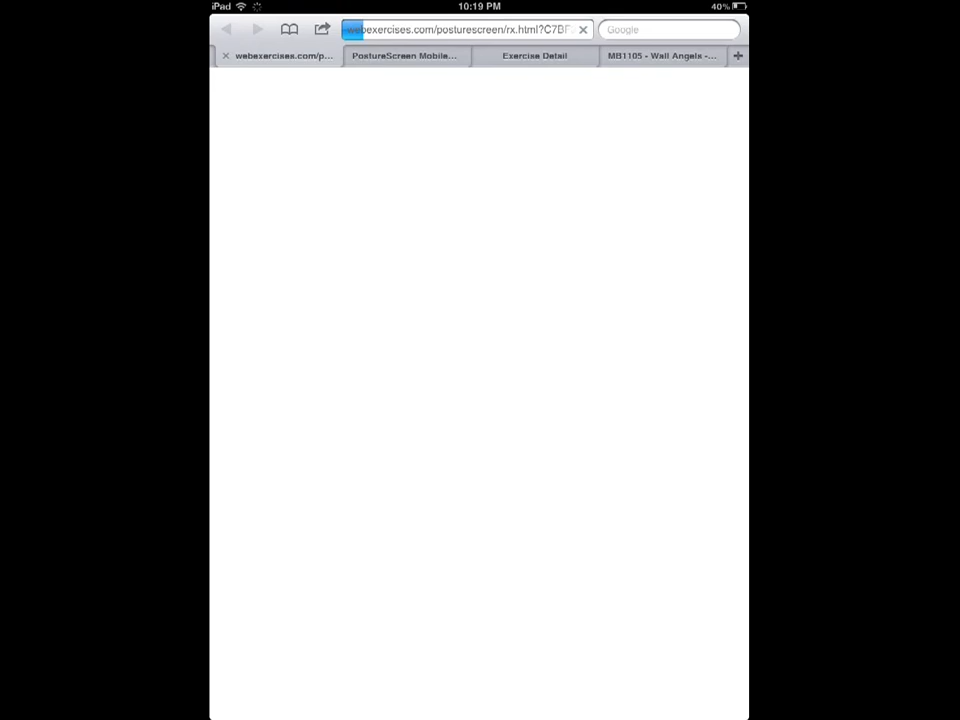 iPad 10:19 PM 40%
webexercises.com/posturescreen/rx.html?C7BF Google
webexercises.com/p... PostureScreen Mobile... Exercise Detail MB1105 - Wall Angels -...